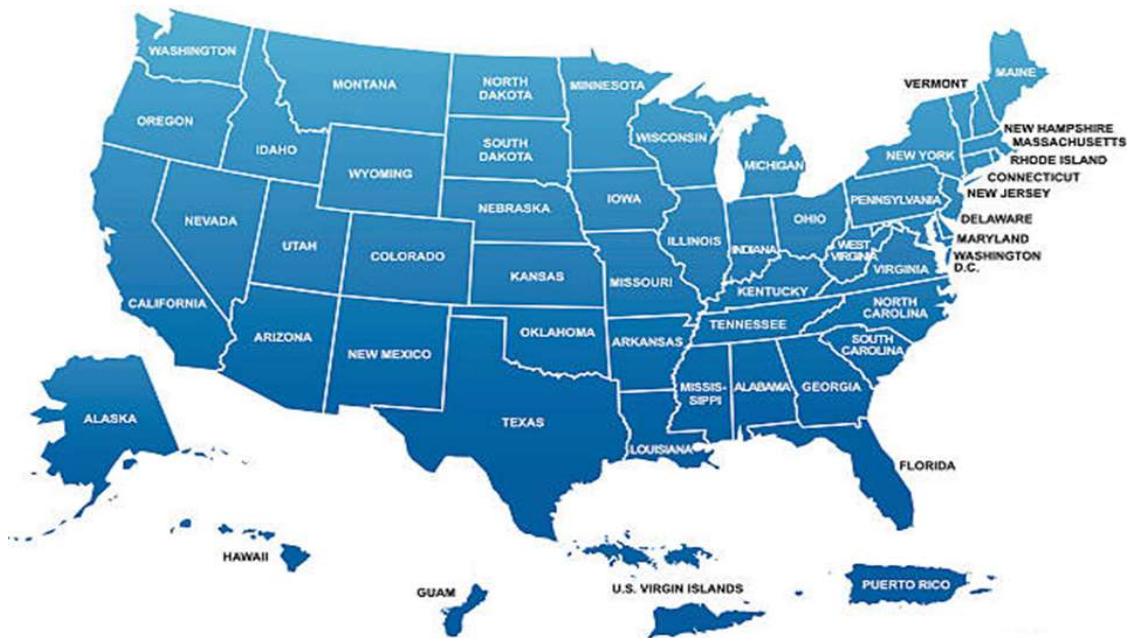 WASHINGTON
MONTANA
NORTH
DAKOTA
MINNESOTA
VERMONT
MAINE
OREGON
IDAHO
SOUTH
DAKOTA
WISCONSIN
MICHIGAN
NEW HAMPSHIRE
MASSACHUSETTS
NEW YORK
RHODE ISLAND
CONNECTICUT
NEW JERSEY
WYOMING
NEBRASKA
IOWA
PENNSYLVANIA
NEVADA
UTAH
COLORADO
ILLINOIS
INDIANA
OHIO
DELAWARE
MARYLAND
WASHINGTON
D.C.
WEST
VIRGINIA
VIRGINIA
CALIFORNIA
KANSAS
MISSOURI
KENTUCKY
NORTH
CAROLINA
ARIZONA
NEW MEXICO
OKLAHOMA
ARKANSAS
TENNESSEE
SOUTH
CAROLINA
MISSIS-
SIPPI
ALABAMA
GEORGIA
ALASKA
TEXAS
LOUISIANA
FLORIDA
HAWAII
GUAM
U.S. VIRGIN ISLANDS
PUERTO RICO